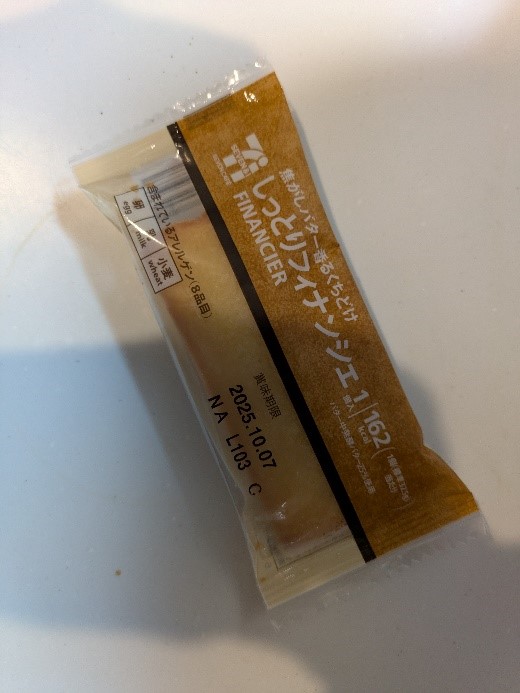 焦がしバター香るくちどけ
しっとりフィナンシェ
FINANCIER
1個入
162 kcal
含まれているアレルゲン(8品目)
卵 乳 小麦
egg milk wheat
賞味期限
2025.10.07
NA L103 C